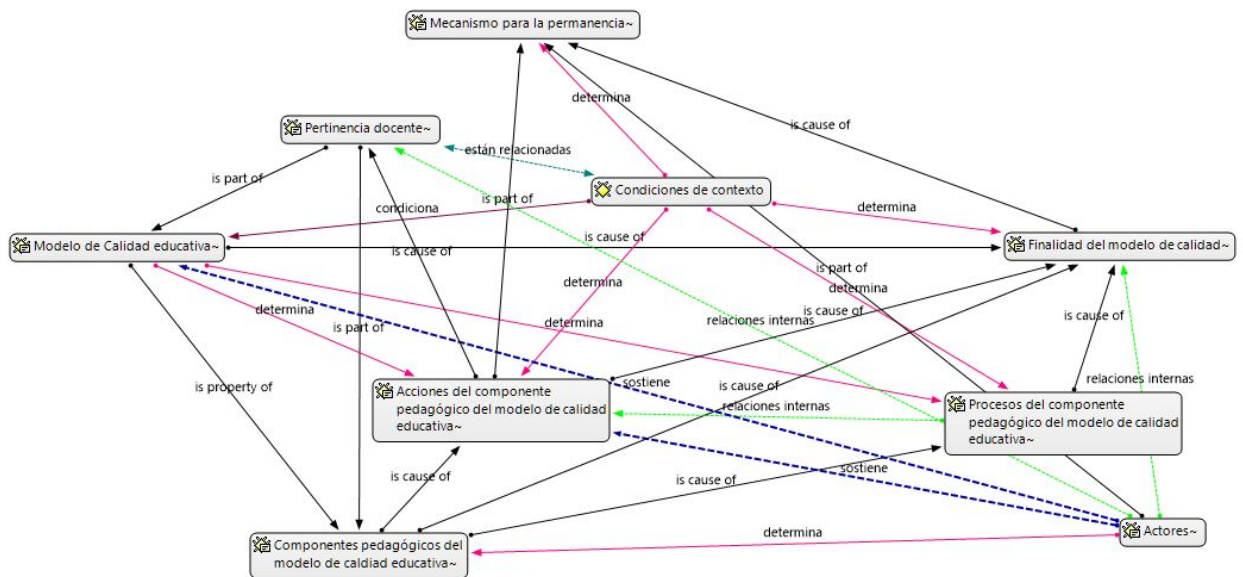 Mecanismo para la permanencia~
determina
Pertinencia docente~
is cause of
están relacionadas
is part of
Condiciones de contexto
is part of
condiciona
determina
Modelo de Calidad educativa~
is cause of
is cause of
Finalidad del modelo de calidad~
is part of
determina
determina
determina
is part of
determina
relaciones internas
is cause of
is cause of
is property of
sostiene
is cause of
relaciones internas
Acciones del componente
pedagógico del modelo de calidad
educativa~
relaciones internas
Procesos del componente
pedagógico del modelo de calidad
educativa~
is cause of
is cause of
sostiene
Componentes pedagógicos del
modelo de caldiad educativa~
determina
Actores~